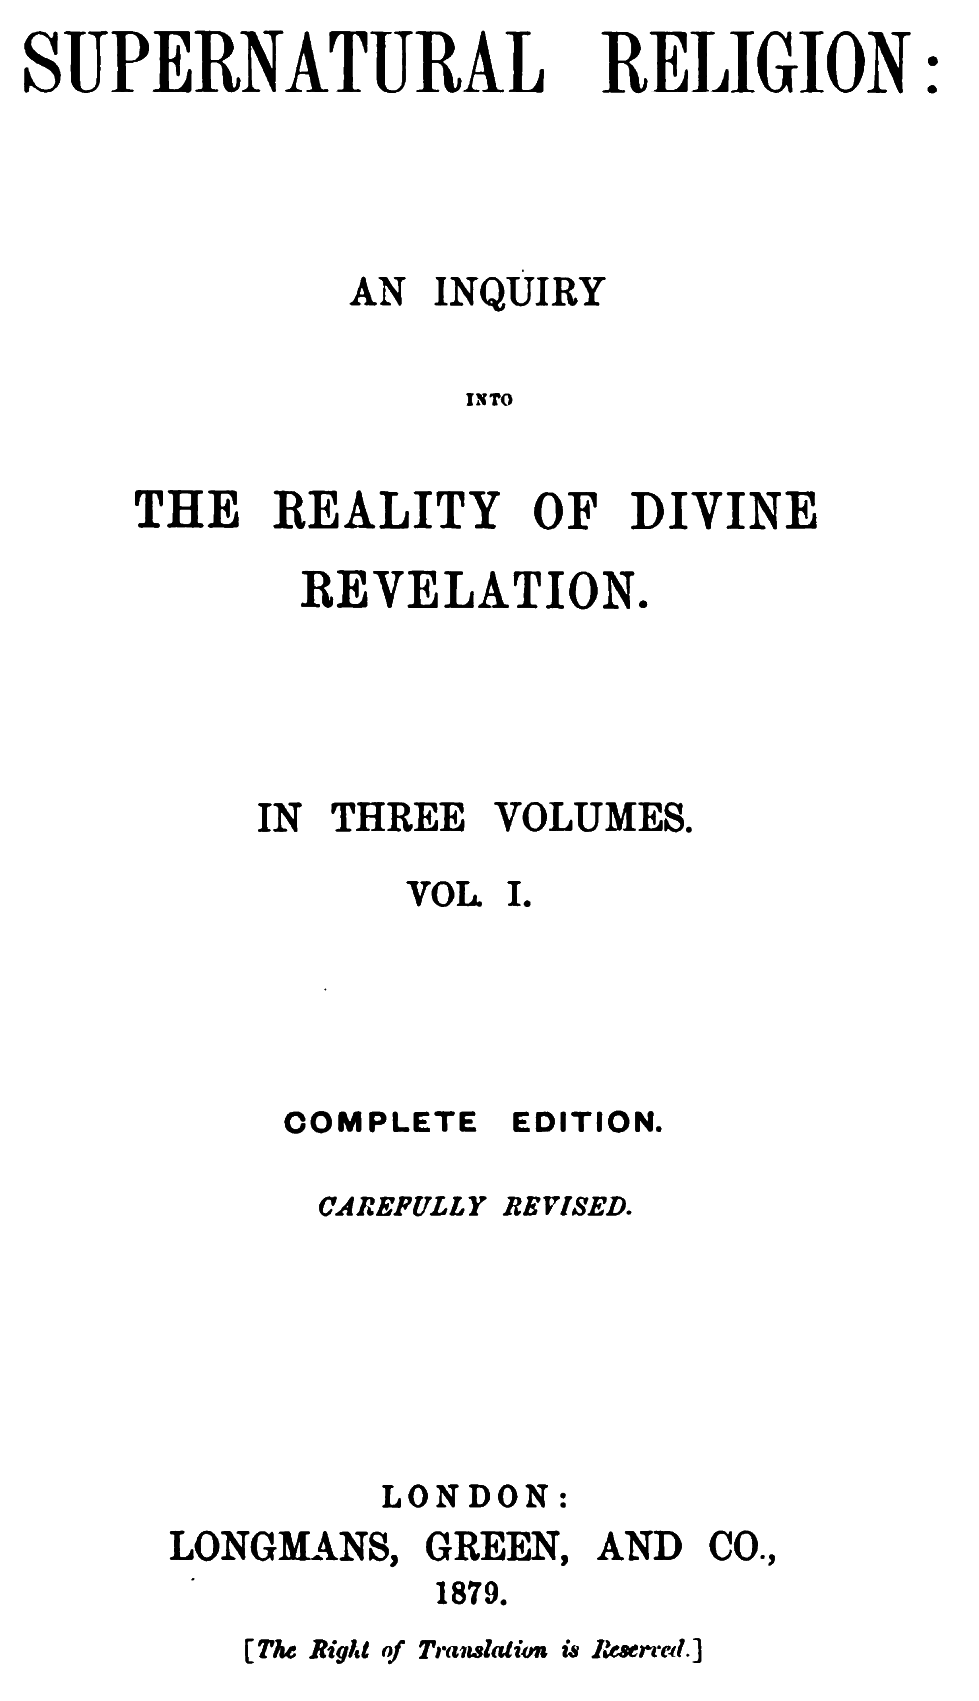 SUPERNATURAL RELIGION:
AN INQUIRY
INTO
THE REALITY OF DIVINE
REVELATION.
IN THREE VOLUMES.
VOL. I.
COMPLETE EDITION.
CAREFULLY REVISED.
LONDON:
LONGMANS, GREEN, AND CO.,
1879.
[The Right of Translation is Reserved.]